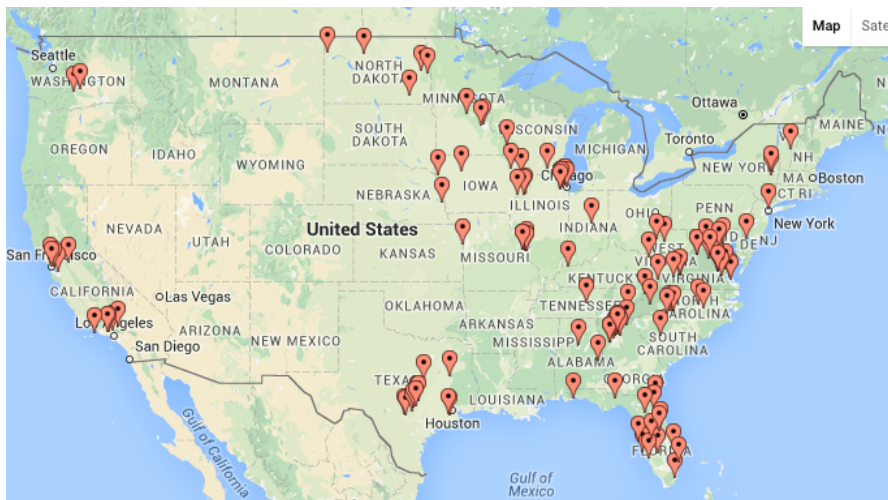 Map Sate
Seattle
WASHINGTON
MONTANA
NORTH
DAKOTA
MINNESOTA
Ottawa
MAINE
OREGON
IDAHO
SOUTH
DAKOTA
WISCONSIN
MICHIGAN
Toronto
NEW YORK
NH
WYOMING
MA
Boston
CT
RI
NEBRASKA
IOWA
Chicago
ILLINOIS
INDIANA
OHIO
PENN
New York
NEVADA
UTAH
United States
COLORADO
KANSAS
MISSOURI
WEST
VIRGINIA
DE
NJ
San Francisco
CALIFORNIA
Las Vegas
KENTUCKY
VIRGINIA
Los Angeles
ARIZONA
NEW MEXICO
OKLAHOMA
ARKANSAS
TENNESSEE
NORTH
CAROLINA
San Diego
MISSISSIPPI
ALABAMA
SOUTH
CAROLINA
TEXAS
LOUISIANA
GEORGIA
Houston
FLORIDA
Gulf of
California
Gulf of
Mexico